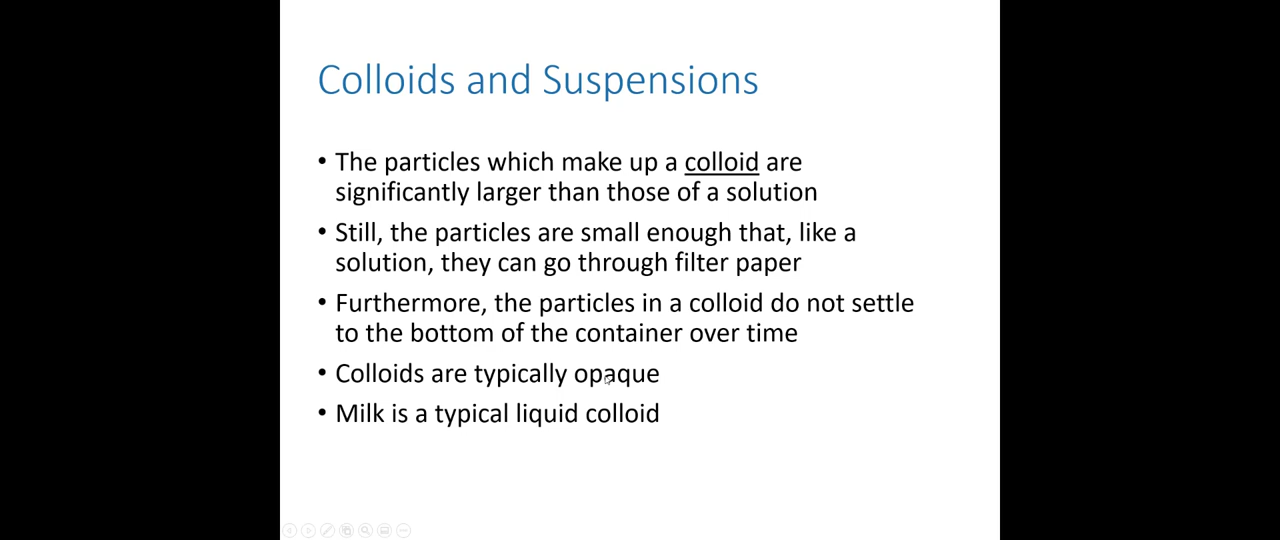 Colloids and Suspensions
• The particles which make up a colloid are
significantly larger than those of a solution
• Still, the particles are small enough that, like a
solution, they can go through filter paper
• Furthermore, the particles in a colloid do not settle
to the bottom of the container over time
• Colloids are typically opaque
• Milk is a typical liquid colloid